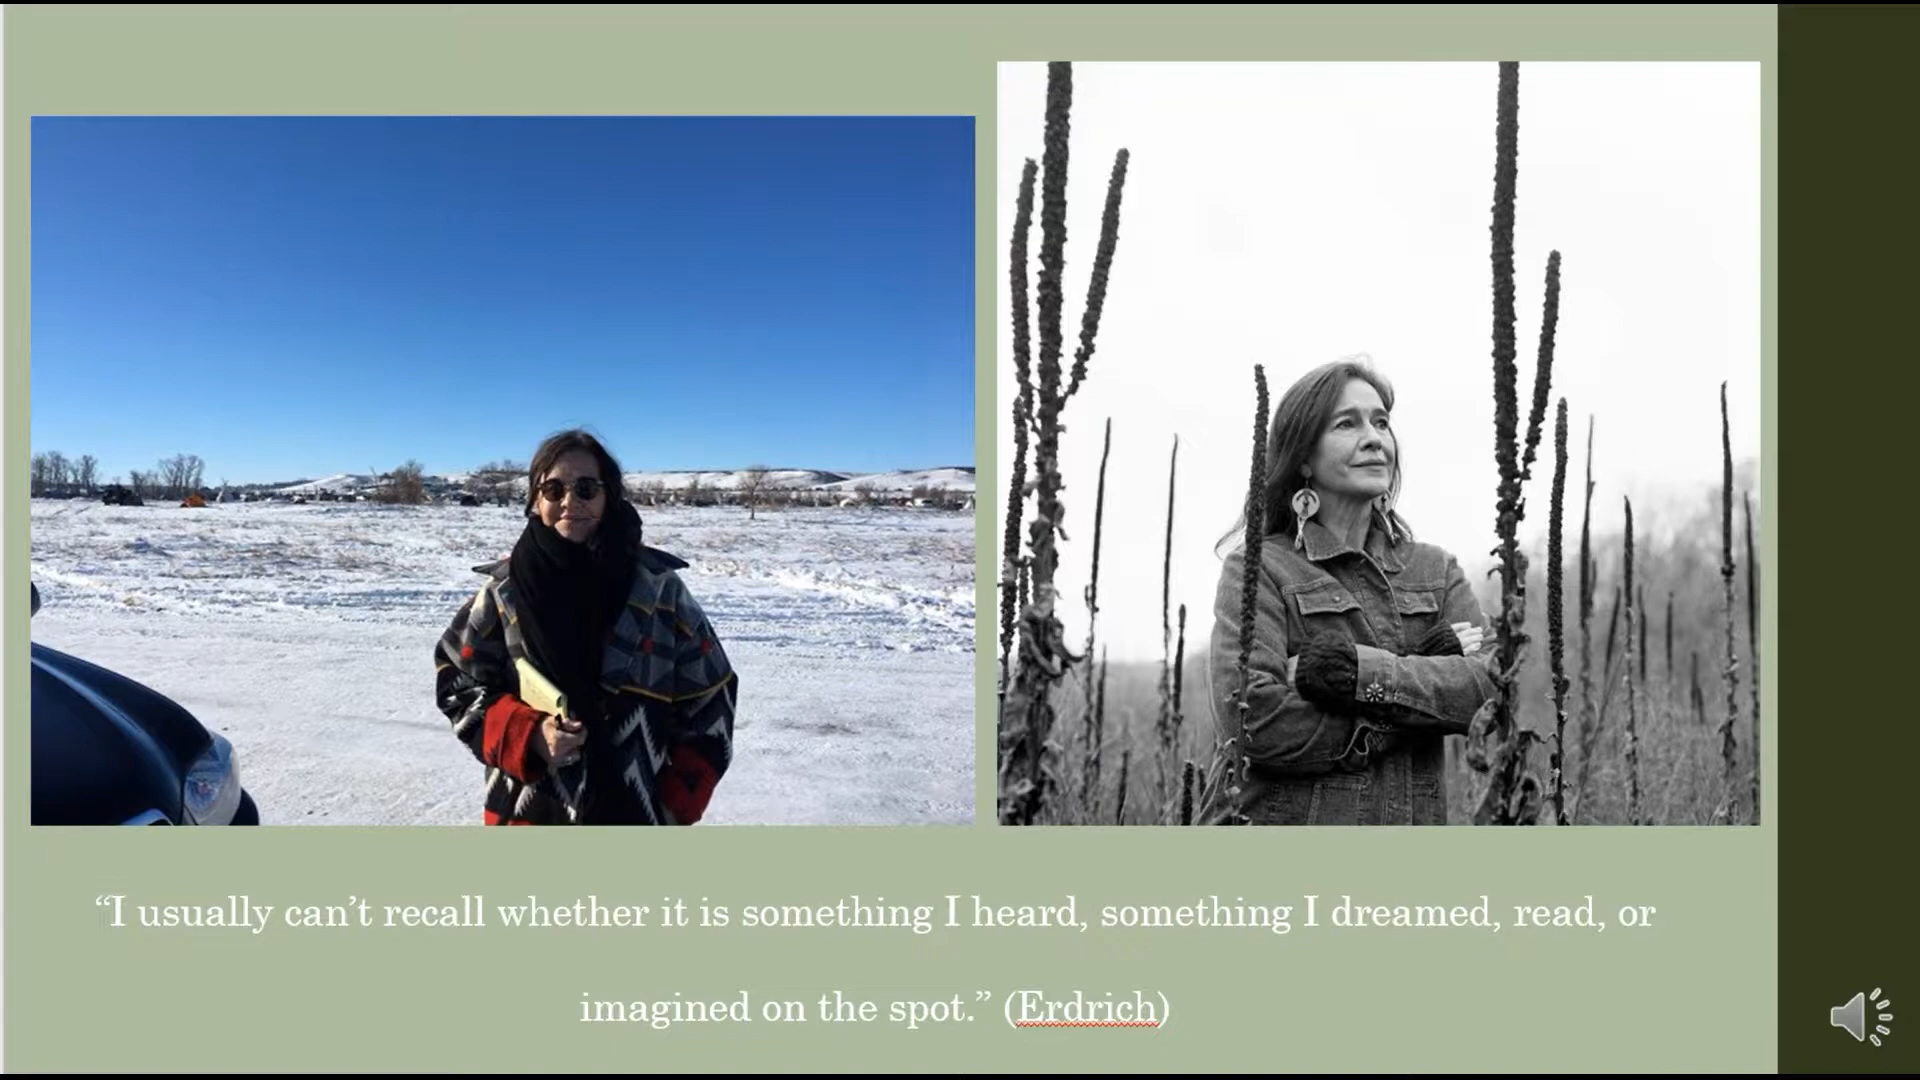 “I usually can’t recall whether it is something I heard, something I dreamed, read, or
imagined on the spot.” (Erdrich)